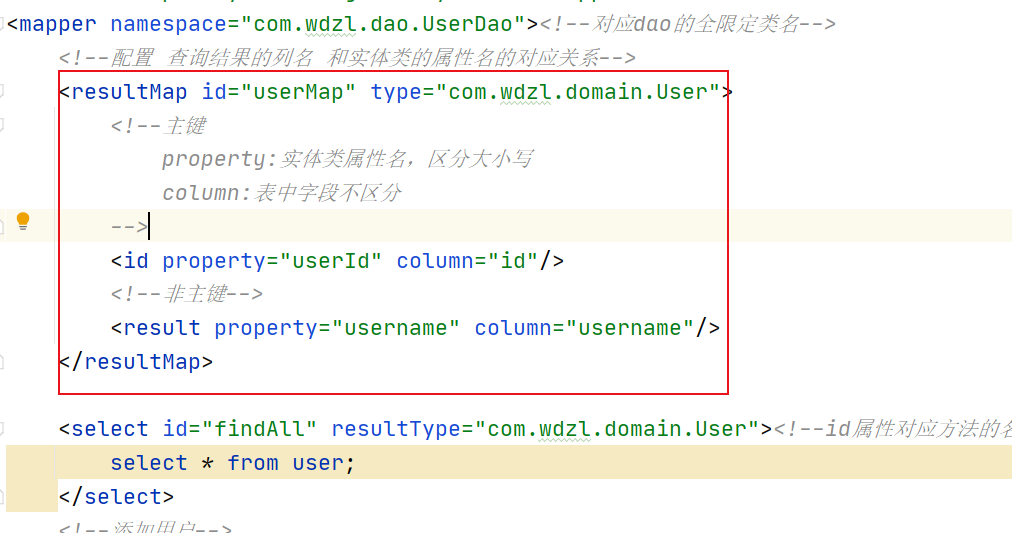 <mapper namespace="com.wdzl.dao.UserDao"><!--对应dao的全限定类名-->
<!--配置 查询结果的列名 和实体类的属性名的对应关系-->
<resultMap id="userMap" type="com.wdzl.domain.User">
<!--主键
property:实体类属性名，区分大小写
column:表中字段不区分
-->
<id property="userId" column="id"/>
<!--非主键-->
<result property="username" column="username"/>
</resultMap>
<select id="findAll" resultType="com.wdzl.domain.User"><!--id属性对应方法的名
select * from user;
</select>
<!--添加用户-->